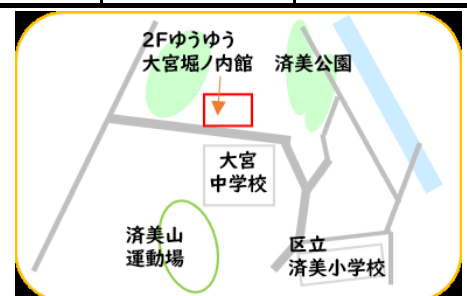 2Fゆうゆう
大宮堀ノ内館
済美公園
大宮
中学校
済美山
運動場
区立
済美小学校